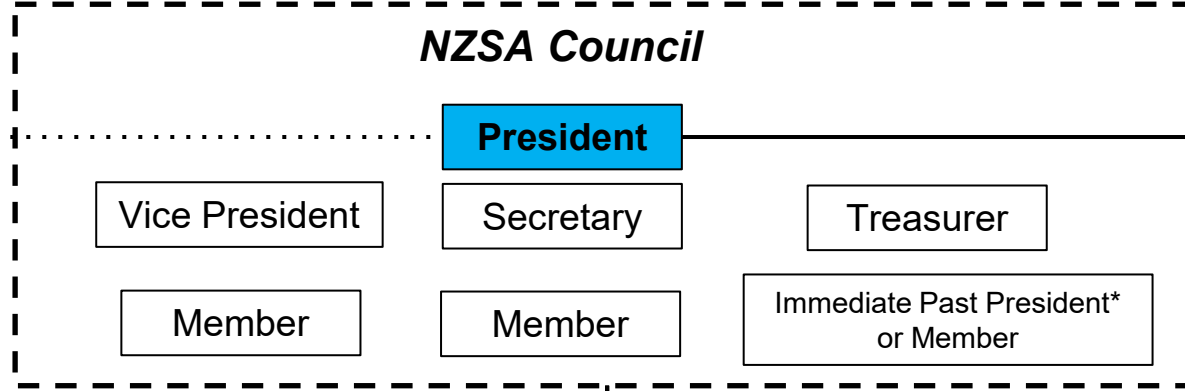 NZSA Council
President
Vice President
Secretary
Treasurer
Member
Member
Immediate Past President*
or Member